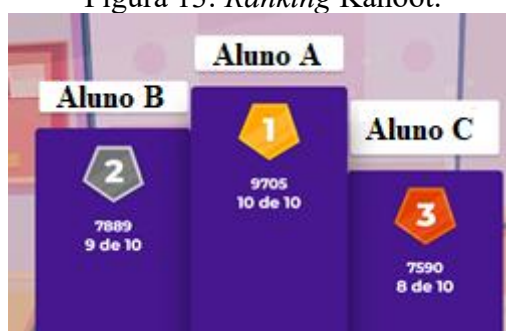 Figura 13: Ranking Kahoot.
Aluno A
Aluno B
Aluno C
1
9705
10 de 10
2
7889
9 de 10
3
7590
8 de 10